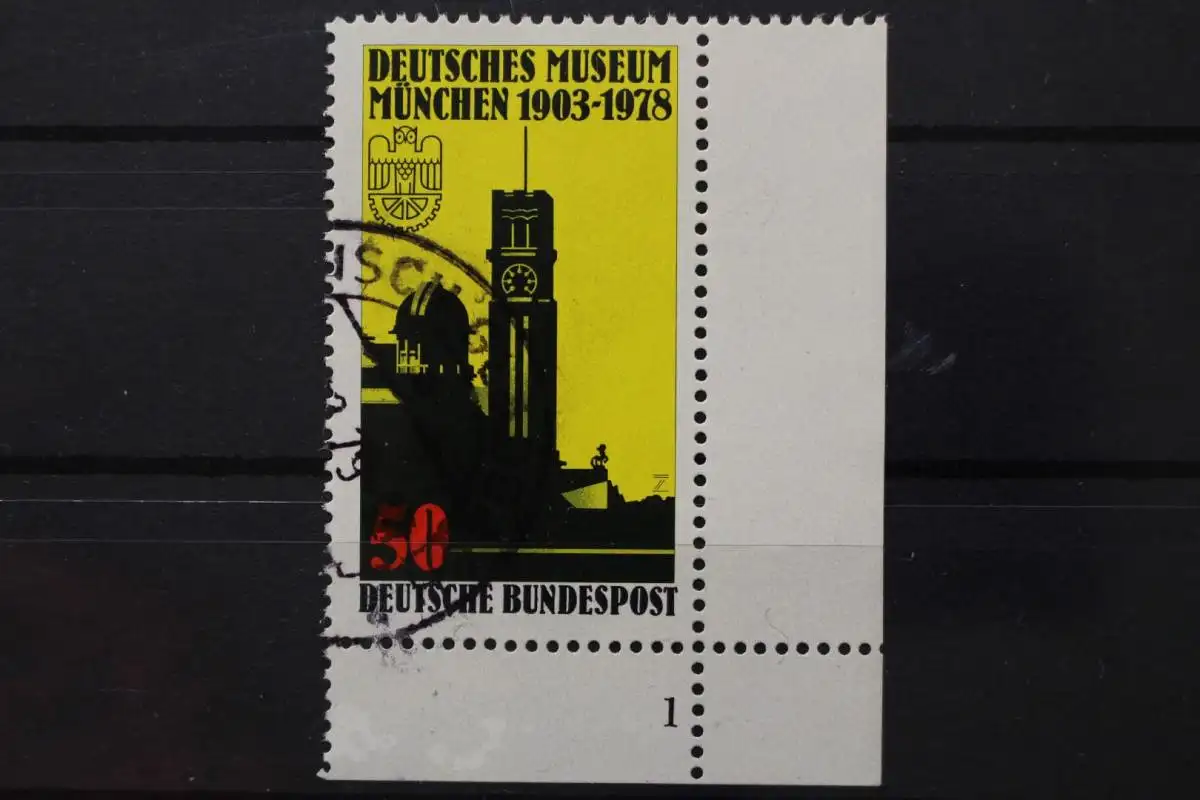 DEUTSCHES MUSEUM
MÜNCHEN 1903-1978
50
DEUTSCHE BUNDESPOST
1